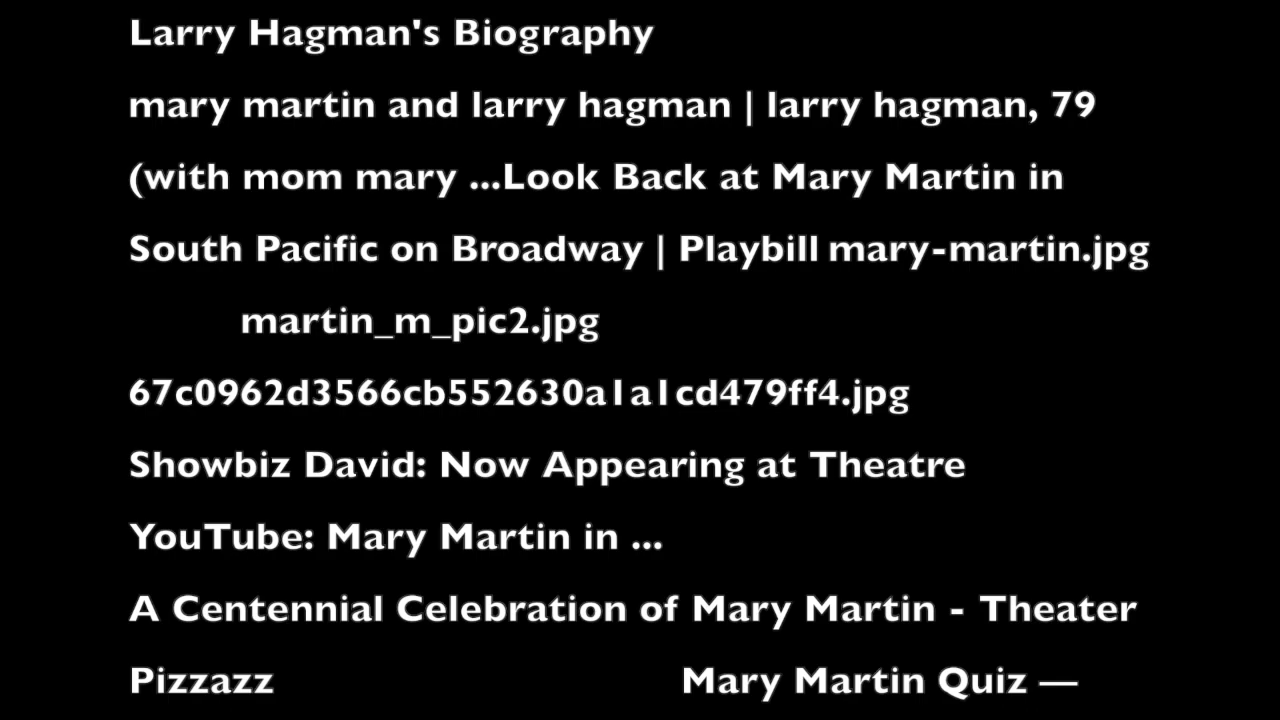 Larry Hagman's Biography
mary martin and larry hagman | larry hagman, 79
(with mom mary ...Look Back at Mary Martin in
South Pacific on Broadway | Playbill mary-martin.jpg
martin_m_pic2.jpg
67c0962d3566cb552630a1a1cd479ff4.jpg
Showbiz David: Now Appearing at Theatre
YouTube: Mary Martin in ...
A Centennial Celebration of Mary Martin - Theater
Pizzazz Mary Martin Quiz —